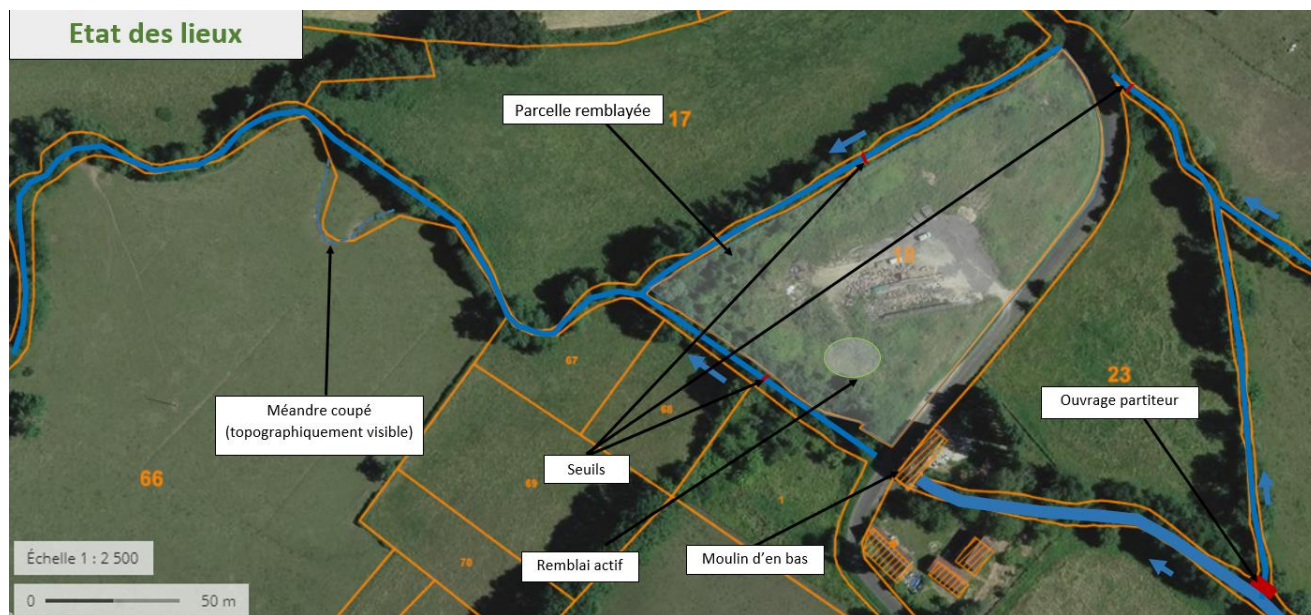 Etat des lieux
Parcelle remblayée
17
18
23
Ouvrage partiteur
Méandre coupé
(topographiquement visible)
67
68
Seuils
66
69
1
Échelle 1 : 2 500
70
Remblai actif
Moulin d'en bas
0
50 m